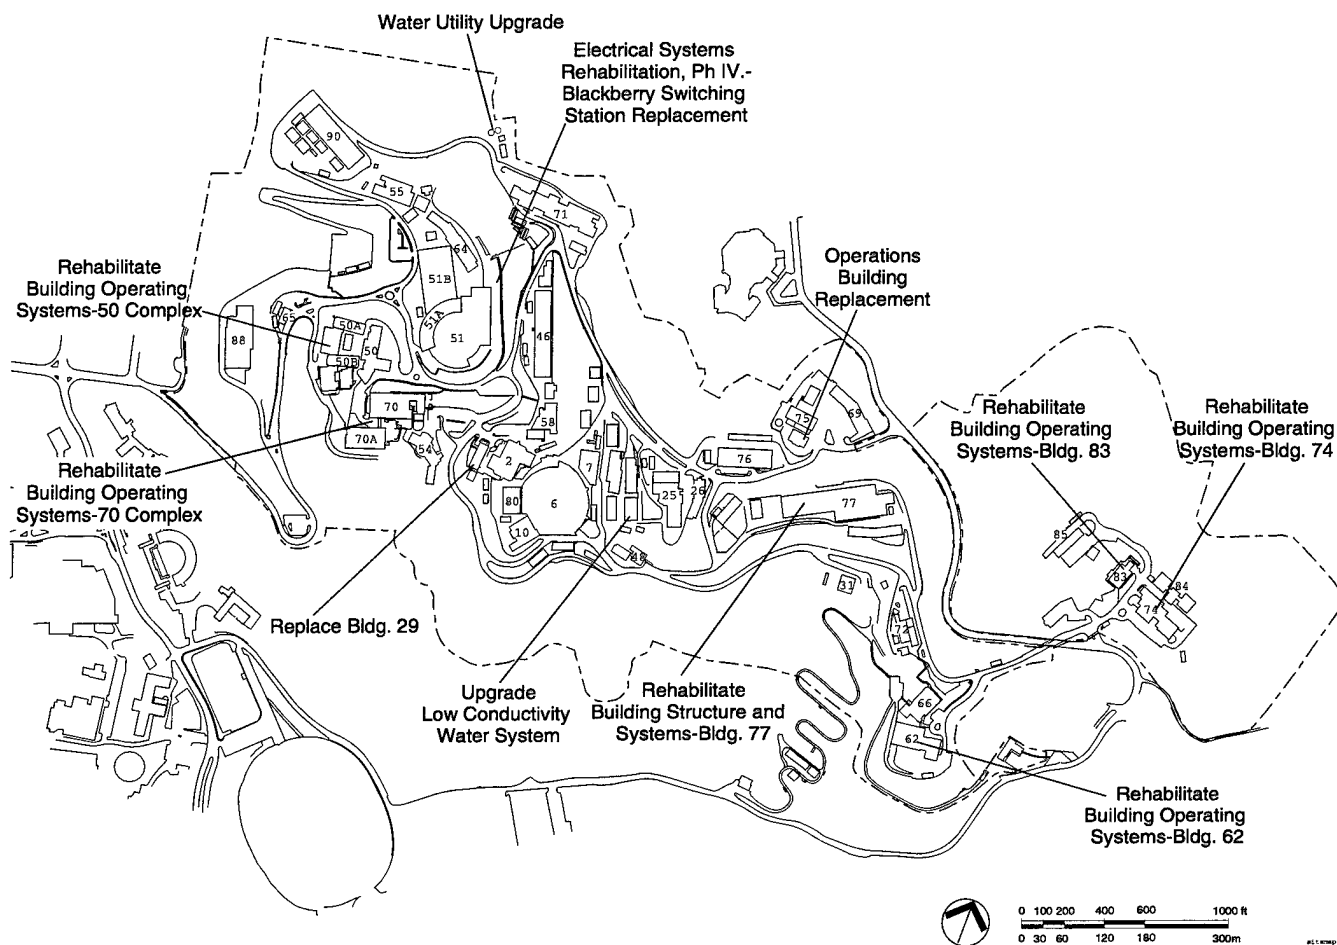 Water Utility Upgrade
Electrical Systems
Rehabilitation, Ph IV.-
Blackberry Switching
Station Replacement
90
55
71
64
51B
51A
51
Rehabilitate
Building Operating
Systems-50 Complex
65
88
50A
50
50B
46
Operations
Building
Replacement
70
70A
54
58
75
69
76
Rehabilitate
Building Operating
Systems-Bldg. 83
Rehabilitate
Building Operating
Systems-Bldg. 74
Rehabilitate
Building Operating
Systems-70 Complex
2
7
80
6
10
25
26
77
48
85
83
84
74
31
72
Replace Bldg. 29
Upgrade
Low Conductivity
Water System
Rehabilitate
Building Structure and
Systems-Bldg. 77
66
62
Rehabilitate
Building Operating
Systems-Bldg. 62
0 100 200 400 600 1000 ft
0 30 60 120 180 300m